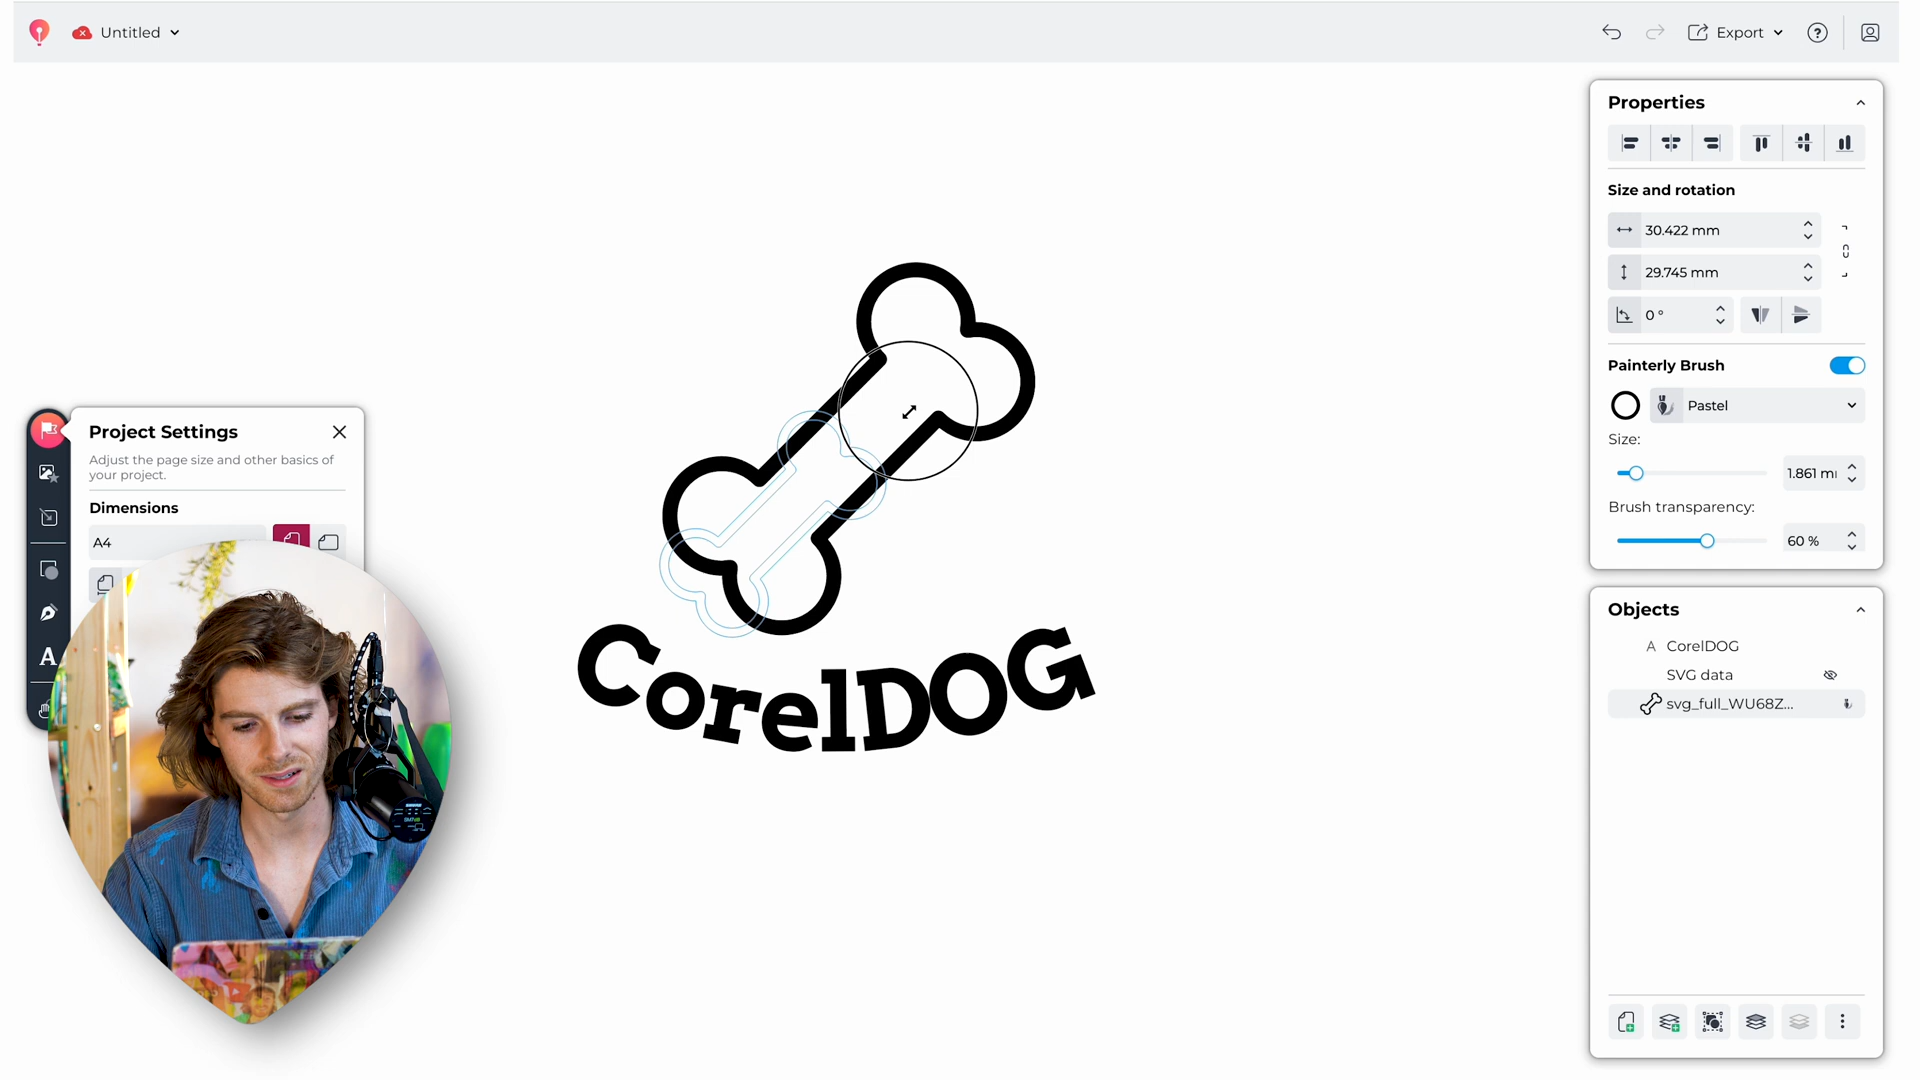 Untitled
Export
?
Properties
Size and rotation
30.422 mm
29.745 mm
0 °
Painterly Brush
Pastel
Size:
1.861 m
Brush transparency:
60 %
Project Settings
Adjust the page size and other basics of
your project.
Dimensions
A4
A
CorelDOG
Objects
A CorelDOG
SVG data
svg_full_WU68Z...